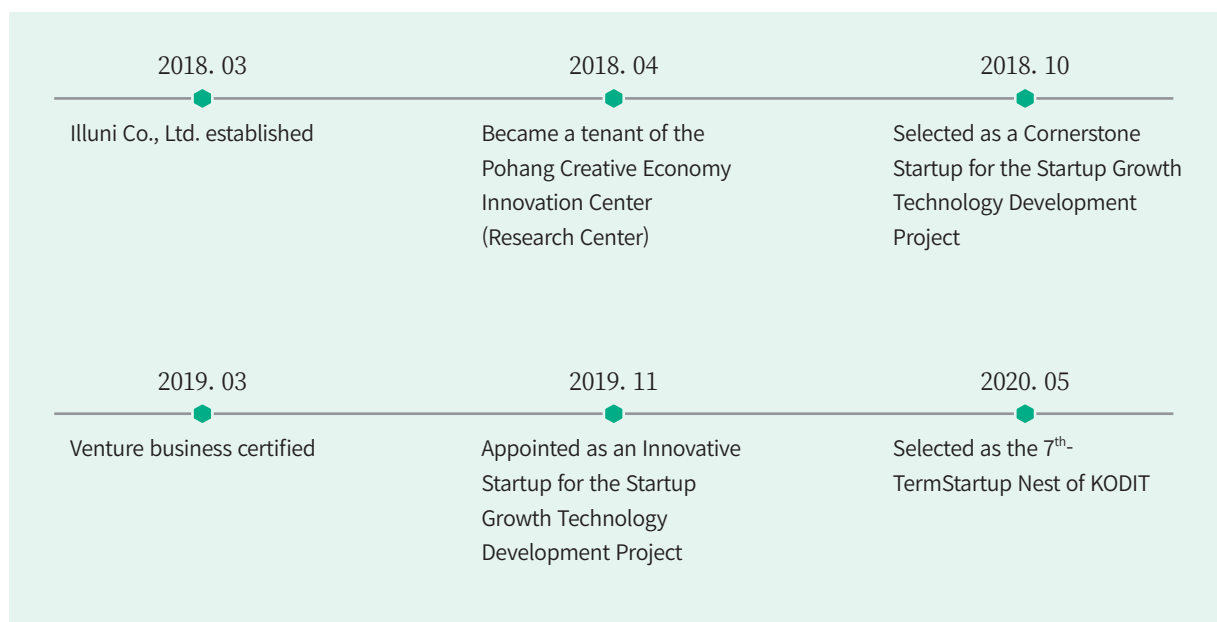 2018. 03
Illuni Co., Ltd. established
2018. 04
Became a tenant of the
Pohang Creative Economy
Innovation Center
(Research Center)
2018. 10
Selected as a Cornerstone
Startup for the Startup Growth
Technology Development
Project
2019. 03
Venture business certified
2019. 11
Appointed as an Innovative
Startup for the Startup
Growth Technology
Development Project
2020. 05
Selected as the 7th-
TermStartup Nest of KODIT